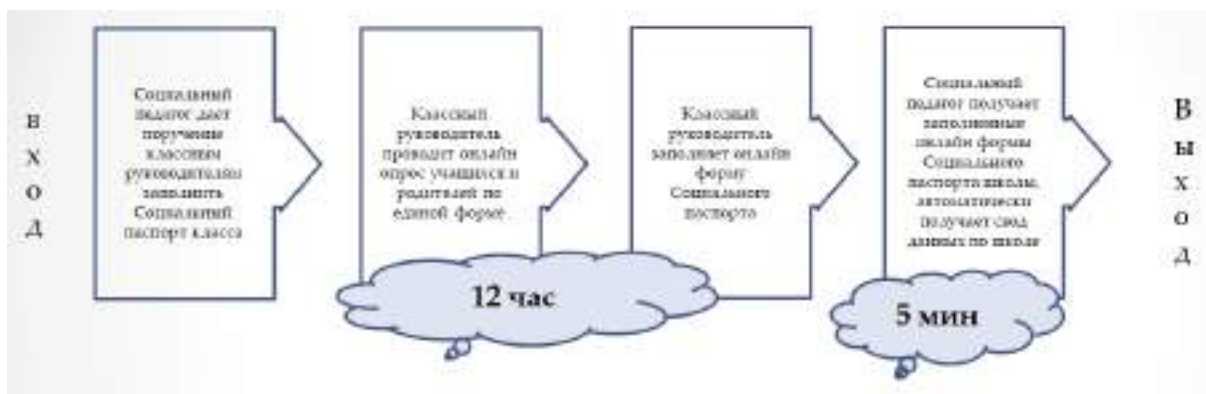 В
х
о
д
Социальный
педагог дает
поручение
классным
руководителям
заполнить
Социальный
паспорт класса
Классный
руководитель
проводит онлайн
опрос учащихся и
родителей по
единой форме
Классный
руководитель
заполняет онлайн
форму
Социального
паспорта
Социальный
педагог получает
заполненные
онлайн формы
Социального
паспорта школы,
автоматически
получает свод
данных по школе
В
ы
х
о
д
12 час
5 мин